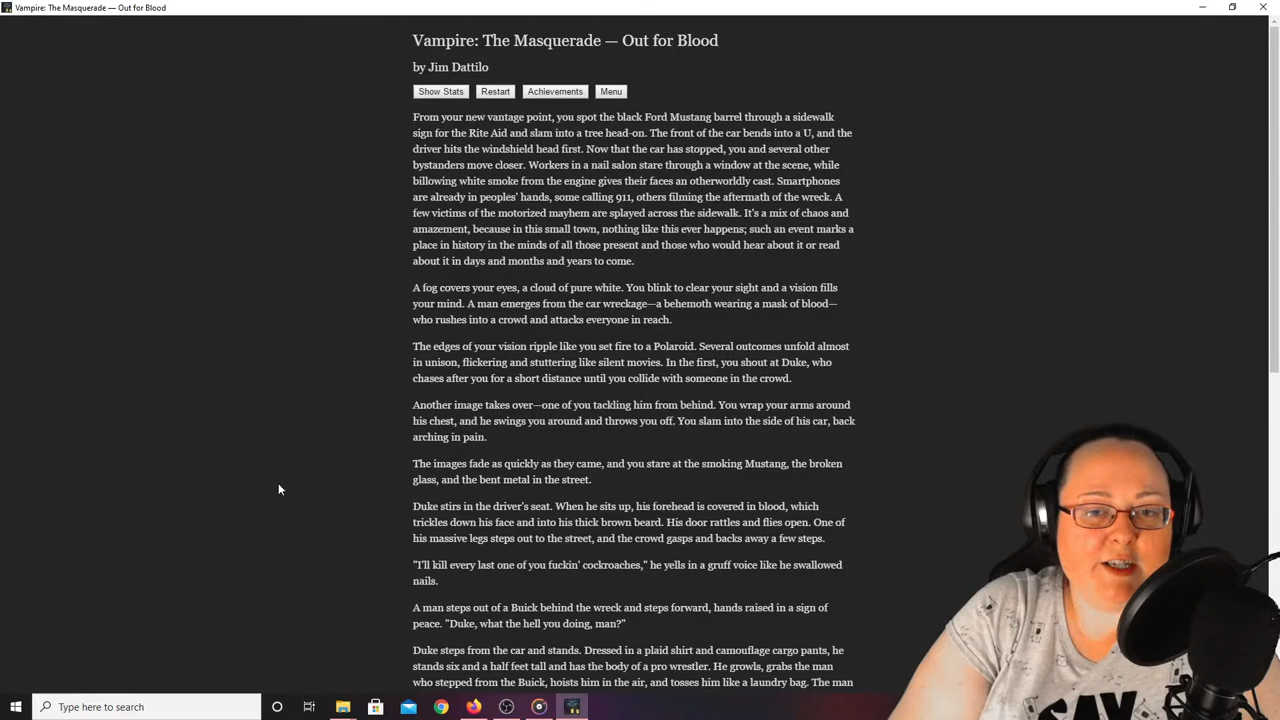 Vampire: The Masquerade — Out for Blood
Vampire: The Masquerade — Out for Blood
by Jim Dattilo
Show Stats
Restart
Achievements
Menu
From your new vantage point, you spot the black Ford Mustang barrel through a sidewalk
sign for the Rite Aid and slam into a tree head-on. The front of the car bends into a U, and the
driver hits the windshield head first. Now that the car has stopped, you and several other
bystanders move closer. Workers in a nail salon stare through a window at the scene, while
billowing white smoke from the engine gives their faces an otherworldly cast. Smartphones
are already in peoples' hands, some calling 911, others filming the aftermath of the wreck. A
few victims of the motorized mayhem are splayed across the sidewalk. It's a mix of chaos and
amazement, because in this small town, nothing like this ever happens; such an event marks a
place in history in the minds of all those present and those who would hear about it or read
about it in days and months and years to come.
A fog covers your eyes, a cloud of pure white. You blink to clear your sight and a vision fills
your mind. A man emerges from the car wreckage—a behemoth wearing a mask of blood—
who rushes into a crowd and attacks everyone in reach.
The edges of your vision ripple like you set fire to a Polaroid. Several outcomes unfold almost
in unison, flickering and stuttering like silent movies. In the first, you shout at Duke, who
chases after you for a short distance until you collide with someone in the crowd.
Another image takes over—one of you tackling him from behind. You wrap your arms around
his chest, and he swings you around and throws you off. You slam into the side of his car, back
arching in pain.
The images fade as quickly as they came, and you stare at the smoking Mustang, the broken
glass, and the bent metal in the street.
Duke stirs in the driver's seat. When he sits up, his forehead is covered in blood, which
trickles down his face and into his thick brown beard. His door rattles and flies open. One of
his massive legs steps out to the street, and the crowd gasps and backs away a few steps.
"I'll kill every last one of you fuckin' cockroaches," he yells in a gruff voice like he swallowed
nails.
A man steps out of a Buick behind the wreck and steps forward, hands raised in a sign of
peace. "Duke, what the hell you doing, man?"
Duke steps from the car and stands. Dressed in a plaid shirt and camouflage cargo pants, he
stands six and a half feet tall and has the body of a pro wrestler. He growls, grabs the man
who stepped from the Buick, hoists him in the air, and tosses him like a laundry bag. The man
SAY
Type here to search